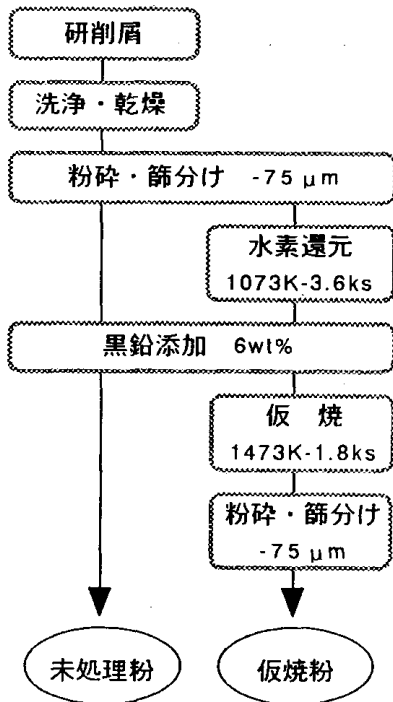 研削屑
洗浄・乾燥
粉砕・篩分け -75 μm
水素還元
1073K-3.6ks
黒鉛添加 6wt%
仮 焼
1473K-1.8ks
粉砕・篩分け
-75 μm
未処理粉
仮焼粉